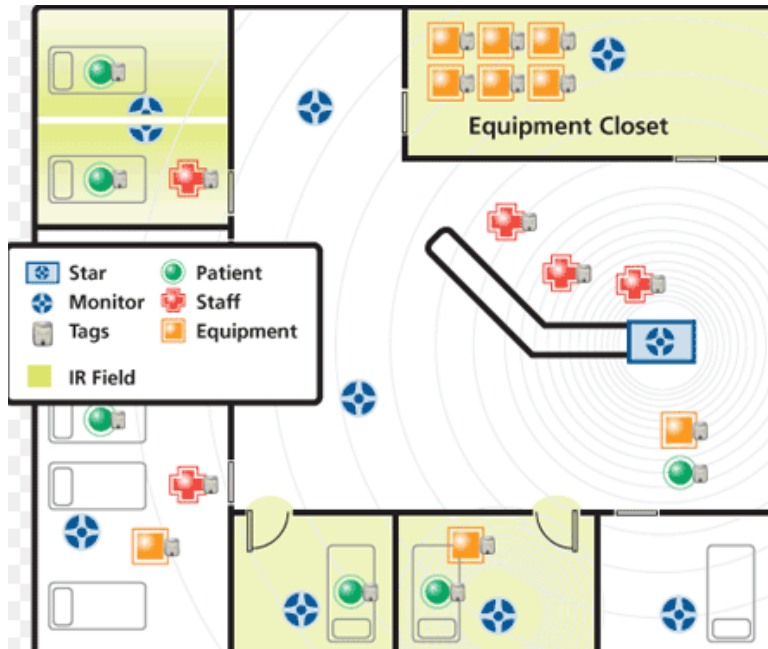 Equipment Closet
Star
Patient
Monitor
Staff
Tags
Equipment
IR Field